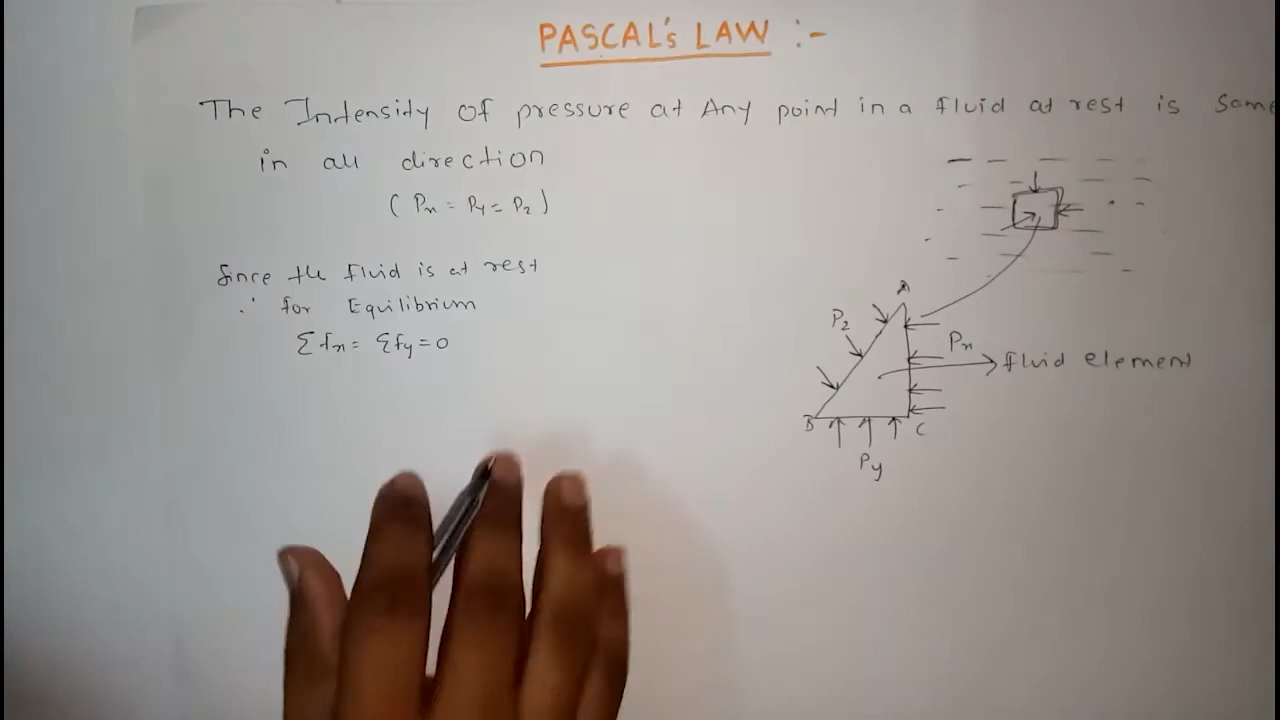 PASCAL's LAW :-
The Intensity of pressure at Any point in a fluid at rest is Same
in all direction
( Px = Py = Pz )
Since the fluid is at rest
∴ for Equilibrium
Σfx = Σfy = 0
A
Pz
Px
fluid element
B
C
Py